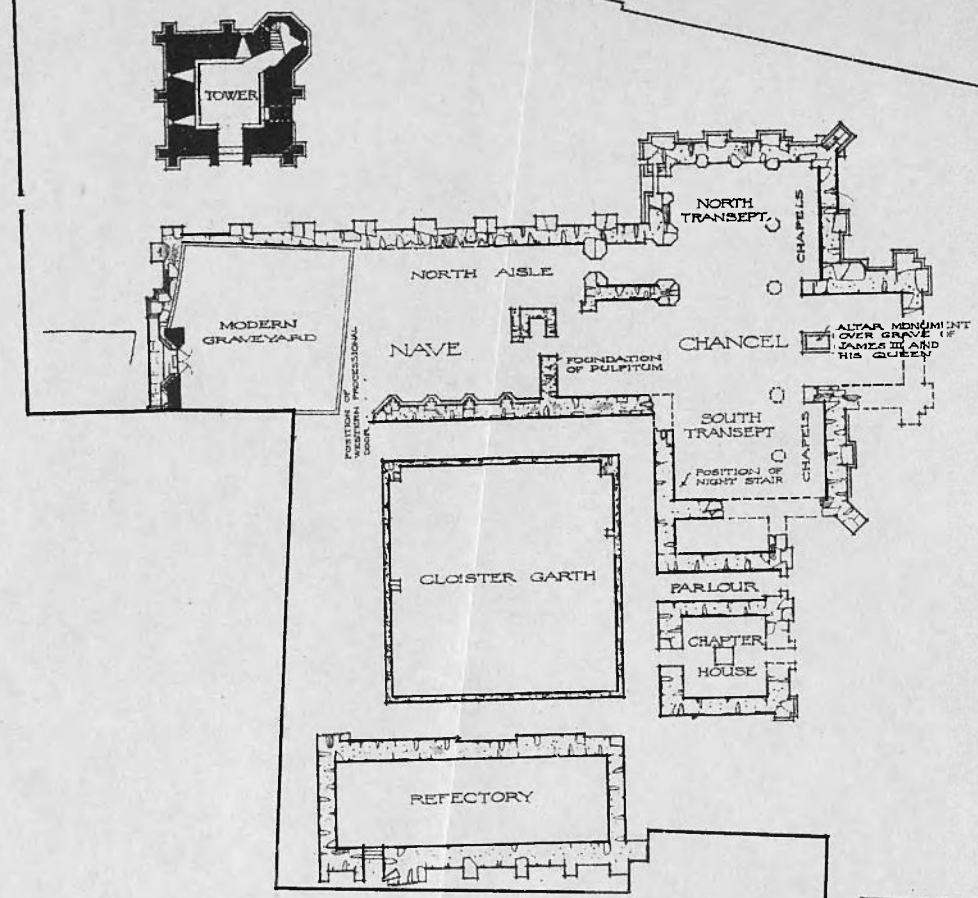 TOWER
NORTH
TRANSEPT
CHAPELS
NORTH AISLE
MODERN
GRAVEYARD
NAVE
FOUNDATION
OF PULPITUM
CHANCEL
ALTAR MONUMENT
OVER GRAVE OF
JAMES III AND
HIS QUEEN
POSITION OF
WESTERN PROCESSIONAL
DOOR
SOUTH
TRANSEPT
CHAPELS
POSITION OF
NIGHT STAIR
CLOISTER GARTH
PARLOUR
CHAPTER
HOUSE
REFECTORY